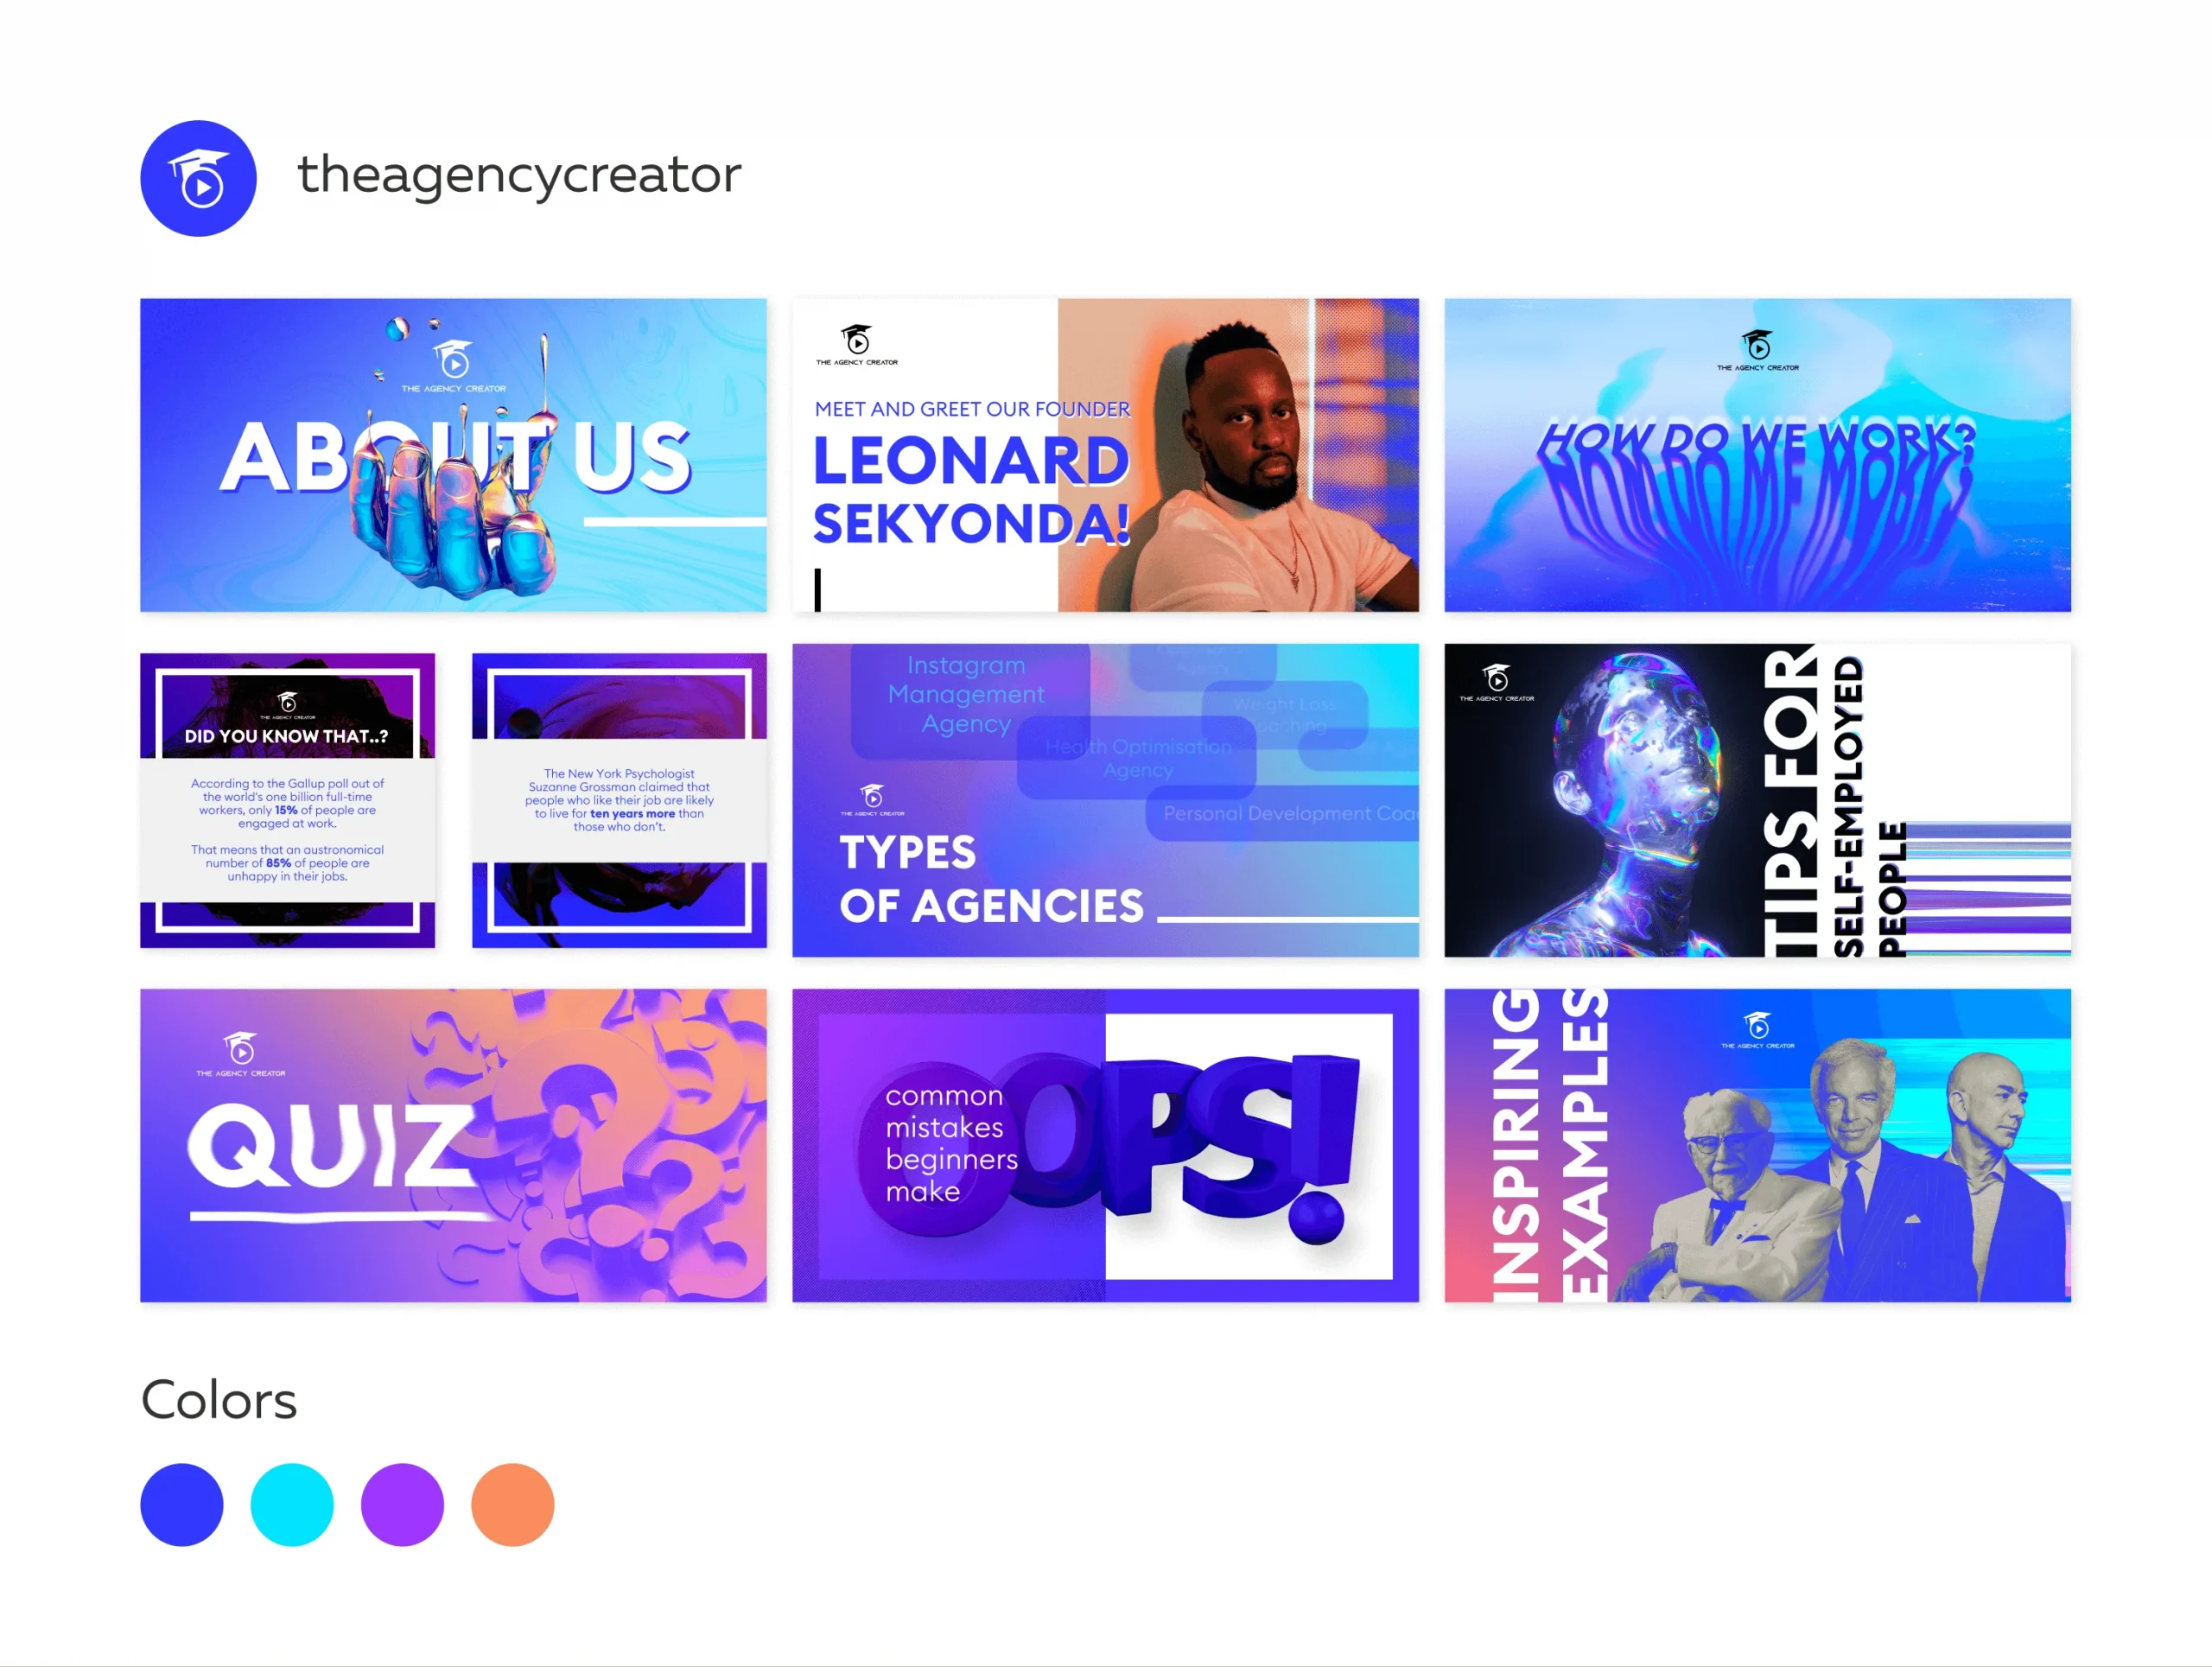 theagencycreator
THE AGENCY CREATOR
ABOUT US
THE AGENCY CREATOR
MEET AND GREET OUR FOUNDER
LEONARD
SEKYONDA!
THE AGENCY CREATOR
HOW DO WE WORK?
THE AGENCY CREATOR
DID YOU KNOW THAT..?
According to the Gallup poll out of
the world's one billion full-time
workers, only 15% of people are
engaged at work.
That means that an austronomical
number of 85% of people are
unhappy in their jobs.
The New York Psychologist
Suzanne Grossman claimed that
people who like their job are likely
to live for ten years more than
those who don't.
Instagram
Management
Agency
Weight Loss
Coaching
Health Optimisation
Agency
Personal Development Coa
THE AGENCY CREATOR
TYPES
OF AGENCIES
THE AGENCY CREATOR
TIPS FOR
SELF-EMPLOYED
PEOPLE
THE AGENCY CREATOR
QUIZ
OOPS!
common
mistakes
beginners
make
INSPIRING
EXAMPLES
THE AGENCY CREATOR
Colors